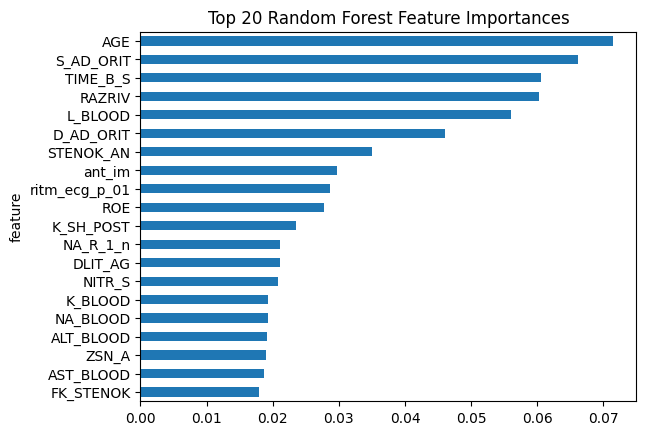 Top 20 Random Forest Feature Importances
feature
AGE
S_AD_ORIT
TIME_B_S
RAZRIV
L_BLOOD
D_AD_ORIT
STENOK_AN
ant_im
ritm_ecg_p_01
ROE
K_SH_POST
NA_R_1_n
DLIT_AG
NITR_S
K_BLOOD
NA_BLOOD
ALT_BLOOD
ZSN_A
AST_BLOOD
FK_STENOK
0.00 0.01 0.02 0.03 0.04 0.05 0.06 0.07